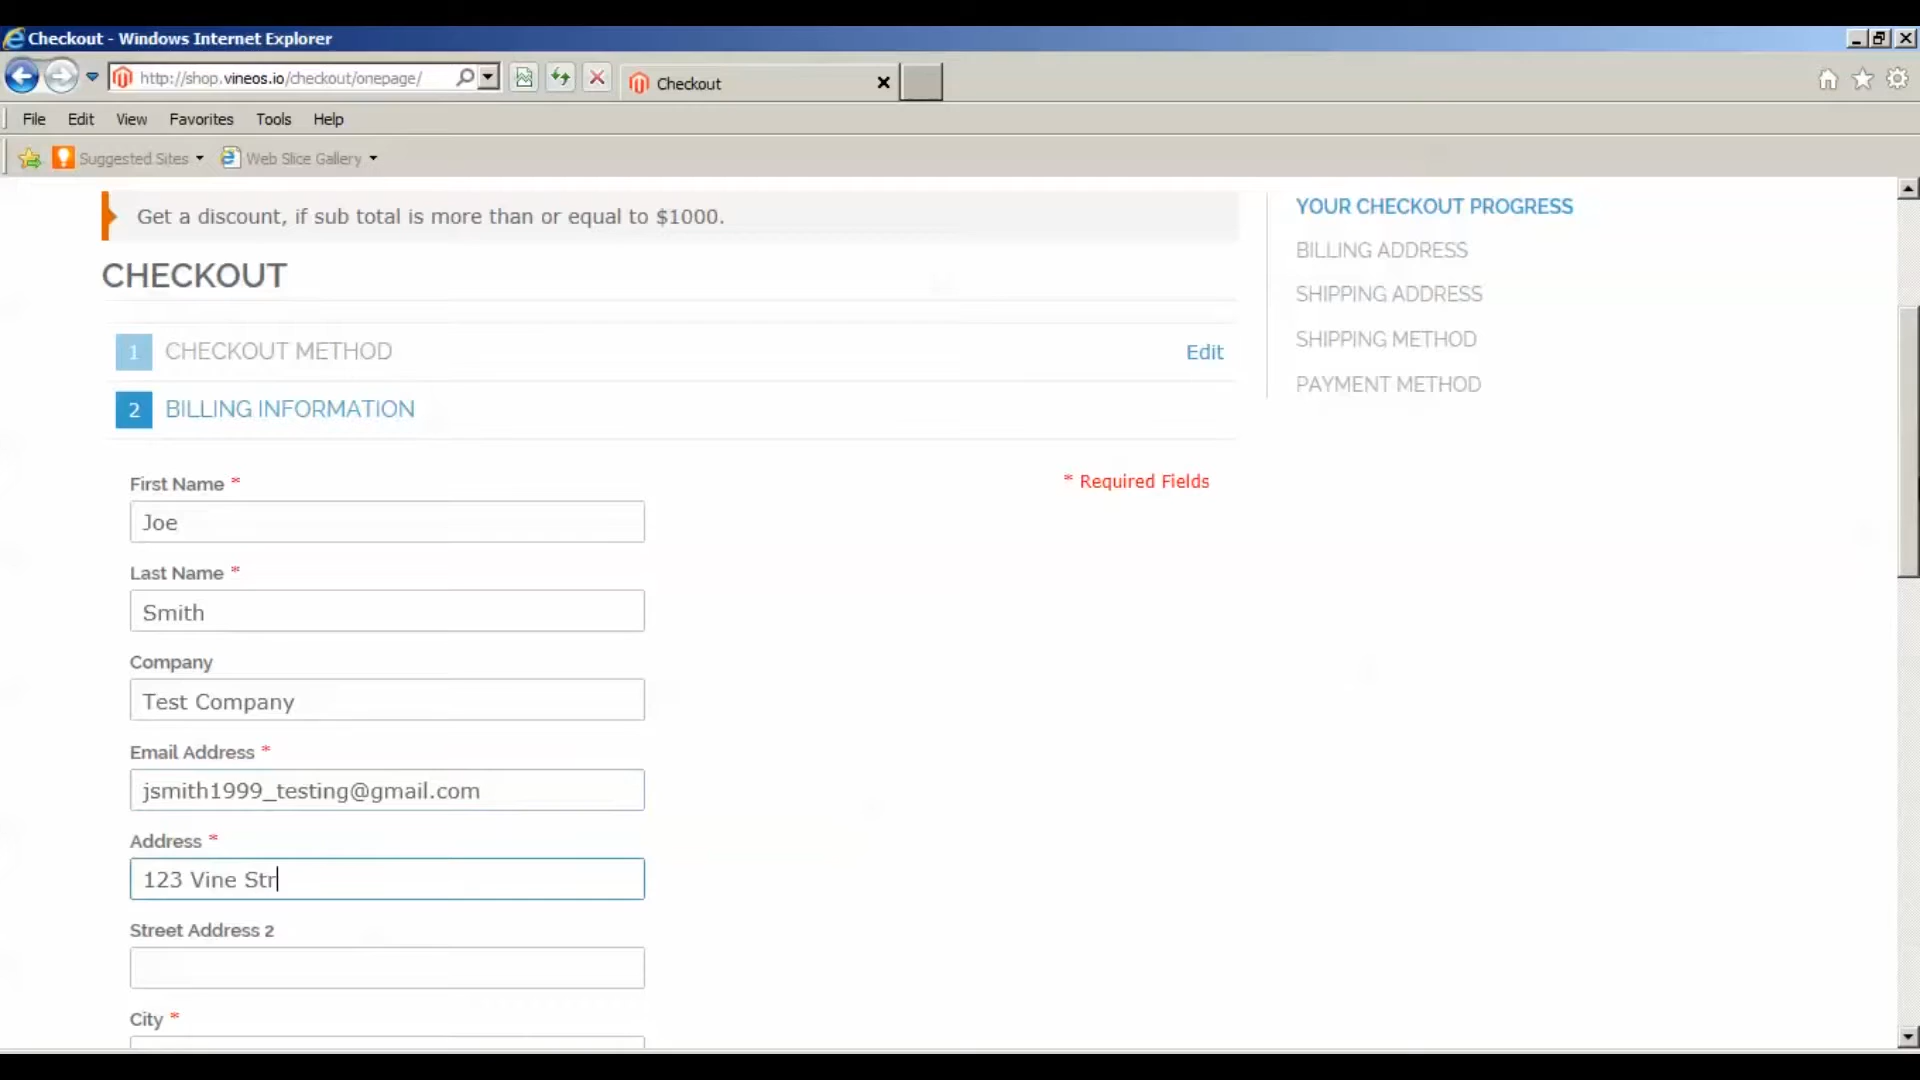 Checkout - Windows Internet Explorer
http://shop.vineos.io/checkout/onepage/
Checkout
File Edit View Favorites Tools Help
Suggested Sites Web Slice Gallery
Get a discount, if sub total is more than or equal to $1000.
CHECKOUT
1 CHECKOUT METHOD Edit
2 BILLING INFORMATION
* Required Fields
First Name *
Joe
Last Name *
Smith
Company
Test Company
Email Address *
jsmith1999_testing@gmail.com
Address *
123 Vine Str
Street Address 2
City *
YOUR CHECKOUT PROGRESS
BILLING ADDRESS
SHIPPING ADDRESS
SHIPPING METHOD
PAYMENT METHOD